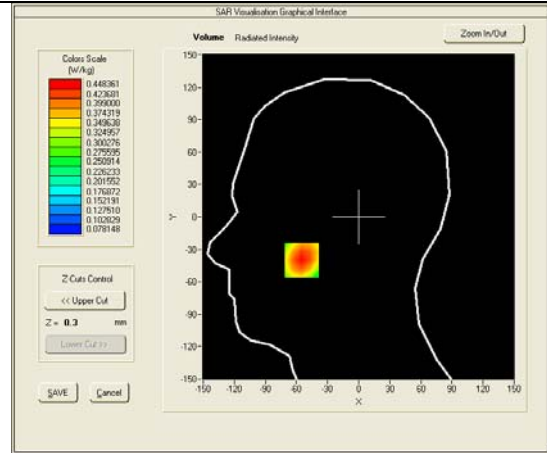 SAR Visualisation Graphical Interface
Volume Radiated Intensity
Zoom In/Out
Colors Scale
(W/kg)
0.448361
0.423681
0.399000
0.374319
0.349638
0.324957
0.300276
0.275595
0.250914
0.226233
0.201552
0.176872
0.152191
0.127510
0.102829
0.078148
Z Cuts Control
<< Upper Cut
Z = 0.3 mm
Lower Cut >>
SAVE Cancel
150
120
90
60
30
0
-30
-60
-90
-120
-150
Y
-150 -120 -90 -60 -30 0 30 60 90 120 150
X